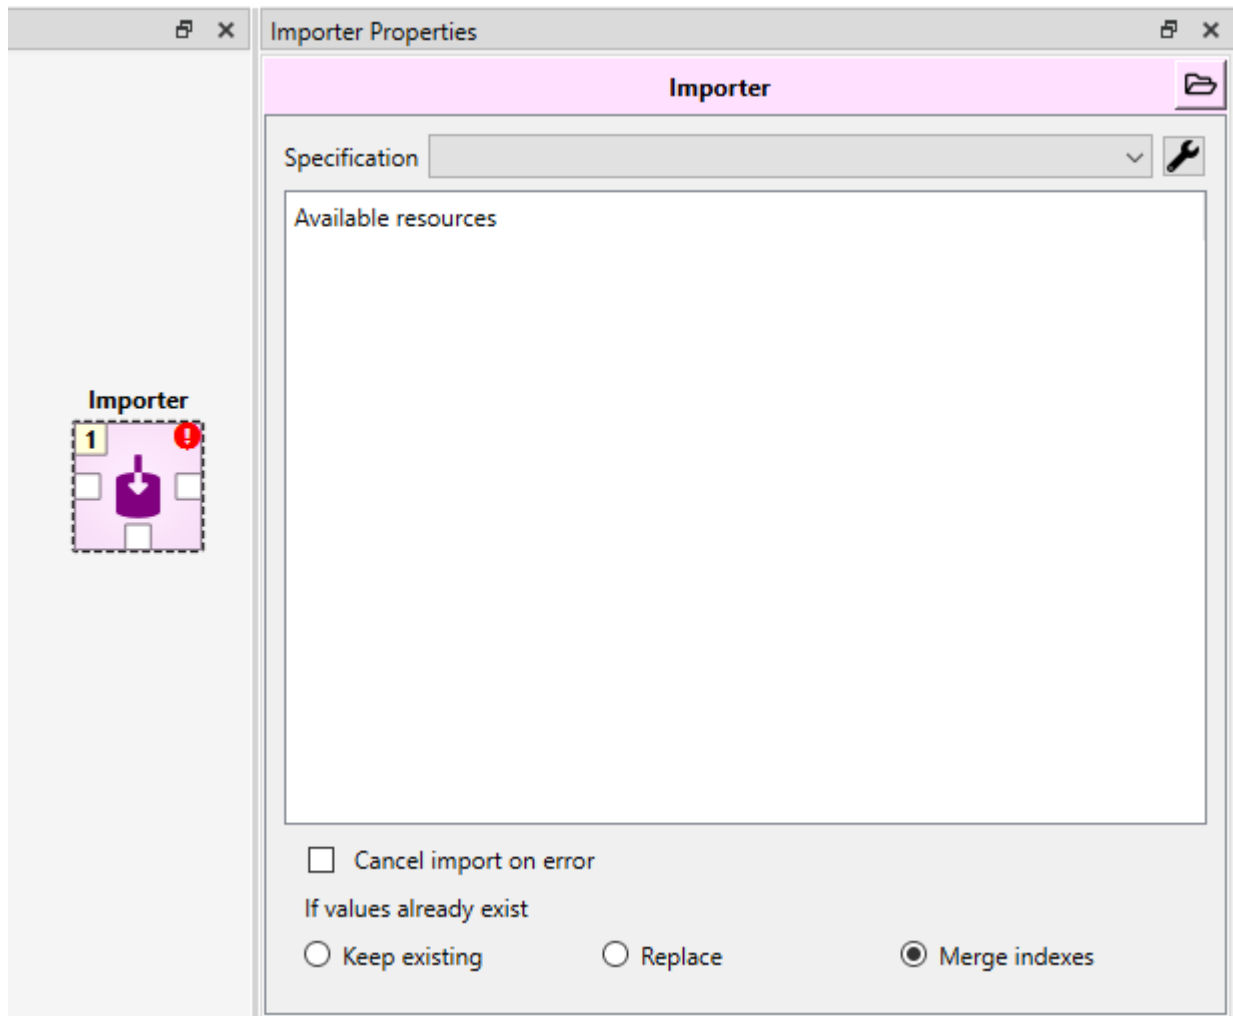 Importer Properties
Importer
Specification
Available resources
Importer
1
Cancel import on error
If values already exist
Keep existing
Replace
Merge indexes